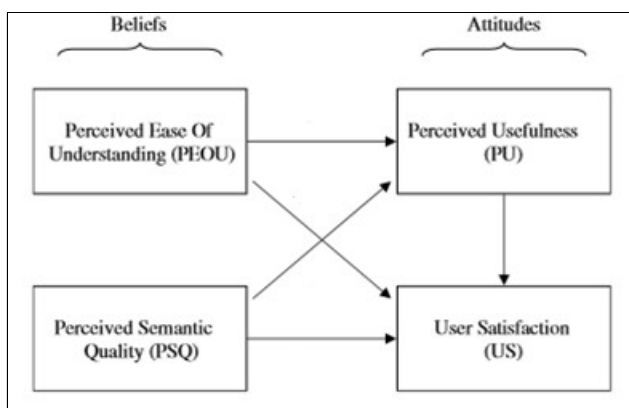 Beliefs
Attitudes
Perceived Ease Of
Understanding (PEOU)
Perceived Usefulness
(PU)
Perceived Semantic
Quality (PSQ)
User Satisfaction
(US)